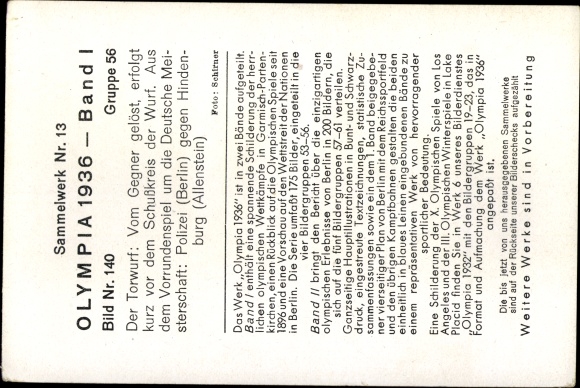 Sammelwerk Nr. 13
OLYMPIA 1936 — Band I
Bild Nr. 140 Gruppe 56
Der Torwurf: Vom Gegner gelöst, erfolgt
kurz vor dem Schußkreis der Wurf. Aus
dem Vorrundenspiel um die Deutsche Mei-
sterschaft: Polizei (Berlin) gegen Hinden-
burg (Allenstein)
Foto: Schirner
Das Werk „Olympia 1936" ist in zwei Bände aufgeteilt.
Band I enthält eine spannende Schilderung der herr-
lichen olympischen Wettkämpfe in Garmisch-Parten-
kirchen, einen Rückblick auf die Olympischen Spiele seit
1896 und eine Vorschau auf den Wettstreit der Nationen
in Berlin. Die Serie umfaßt 175 Bilder, eingeteilt in die
vier Bildergruppen 53—56.
Band II bringt den Bericht über die einzigartigen
olympischen Erlebnisse von Berlin in 200 Bildern, die
sich auf die fünf Bildergruppen 57—61 verteilen.
Ganzseitige Hauptillustrationen in Bunt- und Schwarz-
druck, eingestreute Textzeichnungen, statistische Zu-
sammenfassungen sowie ein dem 1. Band beigegebe-
ner vierseitiger Plan von Berlin mit dem Reichssportfeld
und den übrigen Kampfbahnen gestalten die beiden
einheitlich in blaues Leinen eingebundenen Bände zu
einem repräsentativen Werk von hervorragender
sportlicher Bedeutung.
Eine Schilderung der X. Olympischen Spiele von Los
Angeles und der III. Olympischen Winterspiele in Lake
Placid finden Sie in Werk 6 unseres Bilderdienstes
„Olympia 1932" mit den Bildergruppen 19—23, das in
Format und Aufmachung dem Werk „Olympia 1936"
angepaßt ist.
Die bis jetzt von uns herausgegebenen Sammelwerke
sind auf der Rückseite unserer Bilderschecks aufgezählt
Weitere Werke sind in Vorbereitung